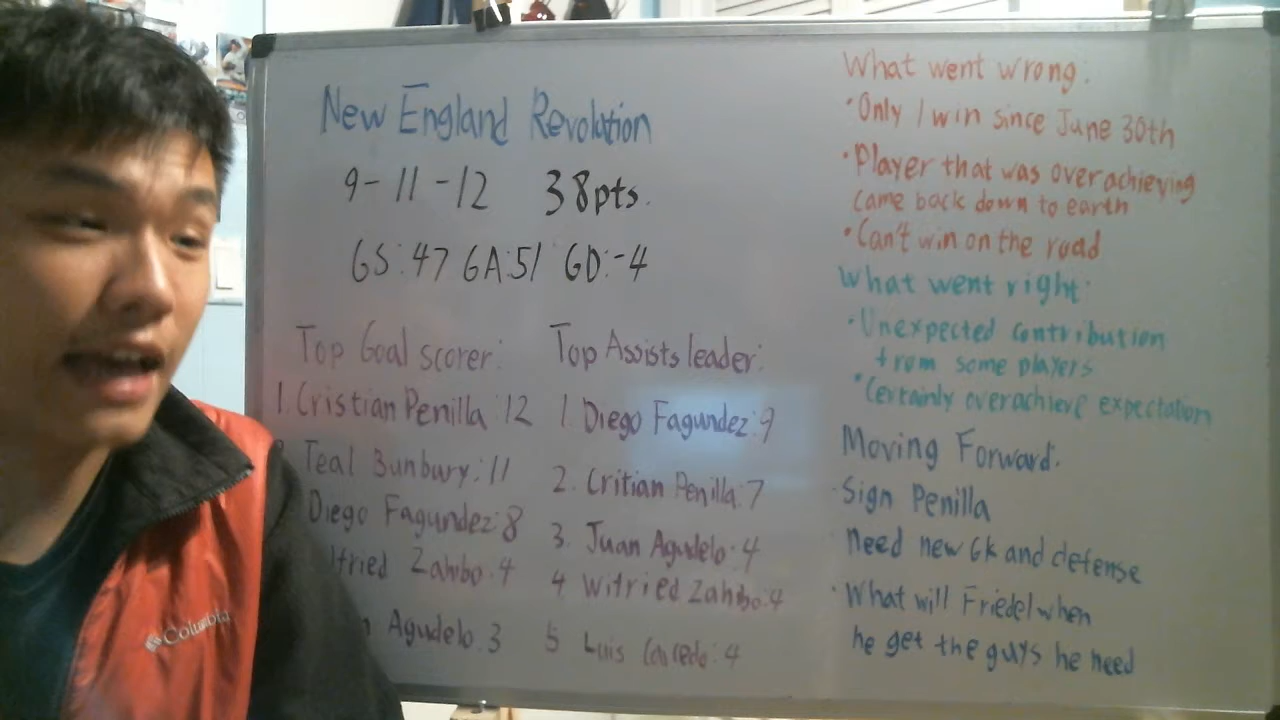 New England Revolution
9-11-12 38pts.
GS:47 GA:51 GD:-4
Top Goal scorer:
1. Cristian Penilla 12
Teal Bunbury:11
Diego Fagundez:8
Zahibo.4
Agudelo.3
Top Assists leader:
1. Diego Fagundez:9
2. Critian Penilla:7
3. Juan Agudelo.4
4 Wifried Zahibo:4
5 Luis :4
What went wrong:
•Only 1 win since June 30th
•Player that was overachieving
came back down to earth
•Can't win on the road
What went right:
•Unexpected contribution
from some players
•Certainly overachieve expectation
Moving Forward:
•Sign Penilla
Need new Gk and defense
•What will Friedel when
he get the guys he need
Columbia